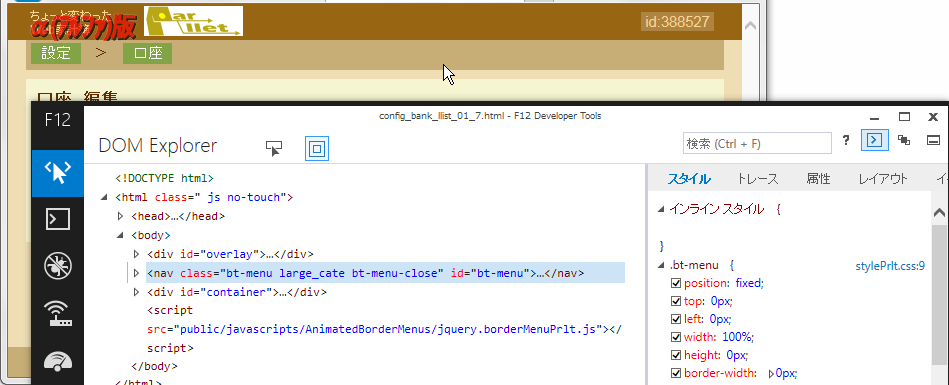 ちょっと変わった
α(アルファ)版
Par
llet
id:388527
設定 > 口座
口座 編集
F12
config_bank_llist_01_7.html - F12 Developer Tools
DOM Explorer
検索 (Ctrl + F)
?
<!DOCTYPE html>
<html class=" js no-touch">
<head>…</head>
<body>
<div id="overlay">…</div>
<nav class="bt-menu large_cate bt-menu-close" id="bt-menu">…</nav>
<div id="container">…</div>
<script
src="public/javascripts/AnimatedBorderMenus/jquery.borderMenuPrlt.js"></
script>
</body>
</html>
スタイル トレース 属性 レイアウト イ
インライン スタイル {
}
.bt-menu { stylePrlt.css:9
position: fixed;
top: 0px;
left: 0px;
width: 100%;
height: 0px;
border-width: 0px;